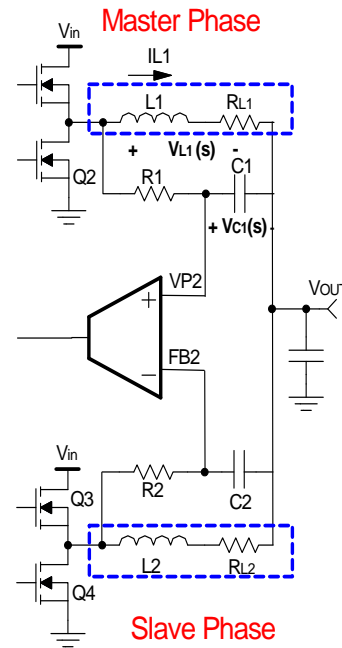 Master Phase
Vin
IL1
L1
RL1
+ VL1(s) -
Q2
R1
C1
+ VC1(s) -
VP2
+
VOUT
FB2
−
Vin
R2
C2
Q3
Q4
L2
RL2
Slave Phase